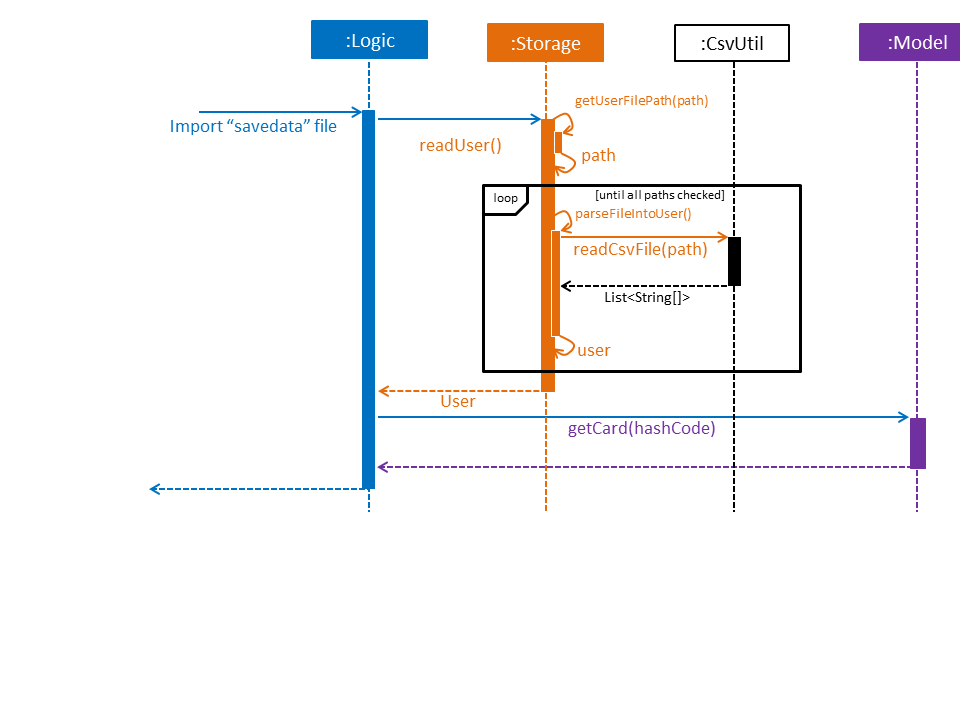 :Logic
:Storage
:CsvUtil
:Model
getUserFilePath(path)
Import “savedata” file
readUser()
path
loop
[until all paths checked]
parseFileIntoUser()
readCsvFile(path)
List<String[]>
user
User
getCard(hashCode)